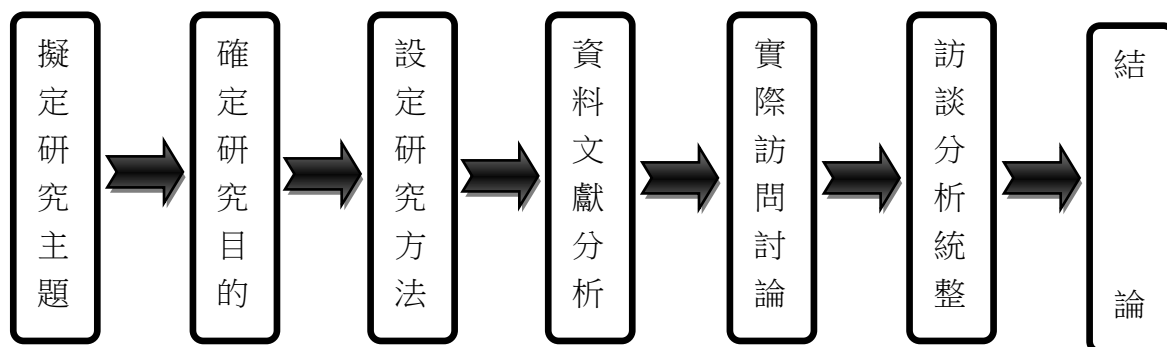 擬定研究主題
確定研究目的
設定研究方法
資料文獻分析
實際訪問討論
訪談分析統整
結論